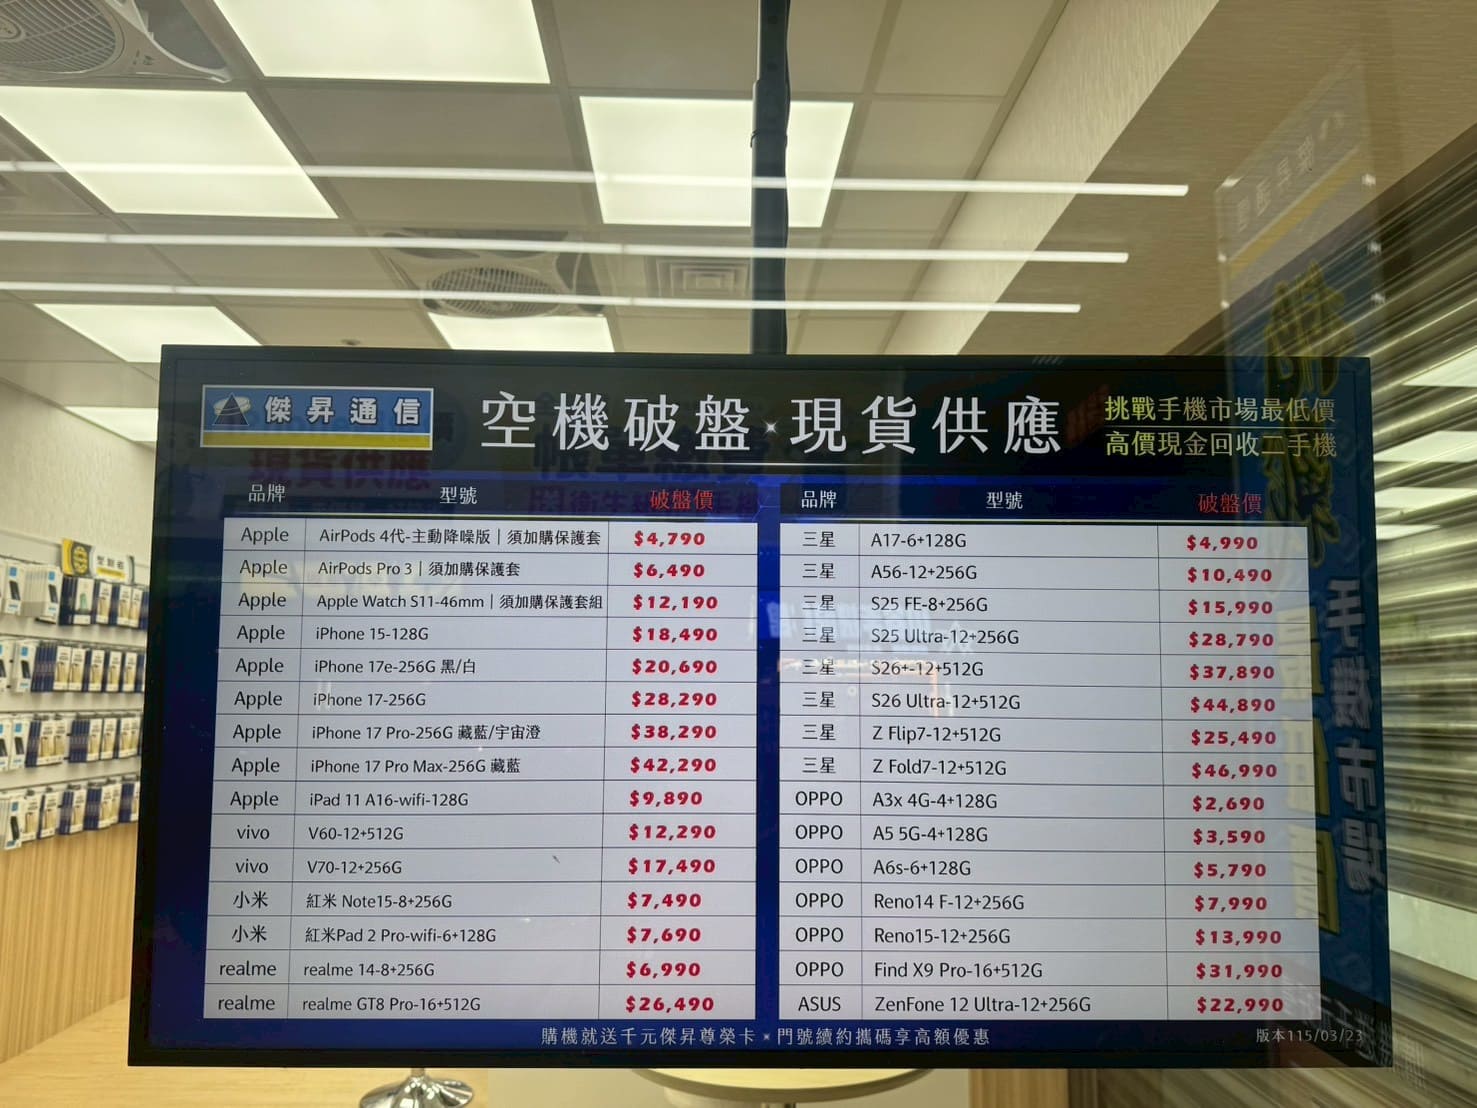 傑昇通信
空機破盤 現貨供應
挑戰手機市場最低價
高價現金回收二手機
品牌 型號 破盤價
Apple AirPods 4代-主動降噪版｜須加購保護套 $4,790
Apple AirPods Pro 3｜須加購保護套 $6,490
Apple Apple Watch S11-46mm｜須加購保護套組 $12,190
Apple iPhone 15-128G $18,490
Apple iPhone 17e-256G 黑/白 $20,690
Apple iPhone 17-256G $28,290
Apple iPhone 17 Pro-256G 藏藍/宇宙澄 $38,290
Apple iPhone 17 Pro Max-256G 藏藍 $42,290
Apple iPad 11 A16-wifi-128G $9,890
vivo V60-12+512G $12,290
vivo V70-12+256G $17,490
小米 紅米 Note15-8+256G $7,490
小米 紅米Pad 2 Pro-wifi-6+128G $7,690
realme realme 14-8+256G $6,990
realme realme GT8 Pro-16+512G $26,490
品牌 型號 破盤價
三星 A17-6+128G $4,990
三星 A56-12+256G $10,490
三星 S25 FE-8+256G $15,990
三星 S25 Ultra-12+256G $28,790
三星 S26+-12+512G $37,890
三星 S26 Ultra-12+512G $44,890
三星 Z Flip7-12+512G $25,490
三星 Z Fold7-12+512G $46,990
OPPO A3x 4G-4+128G $2,690
OPPO A5 5G-4+128G $3,590
OPPO A6s-6+128G $5,790
OPPO Reno14 F-12+256G $7,990
OPPO Reno15-12+256G $13,990
OPPO Find X9 Pro-16+512G $31,990
ASUS ZenFone 12 Ultra-12+256G $22,990
購機就送千元傑昇尊榮卡 門號續約攜碼享高額優惠
版本115/03/23
手機市場
現貨供應